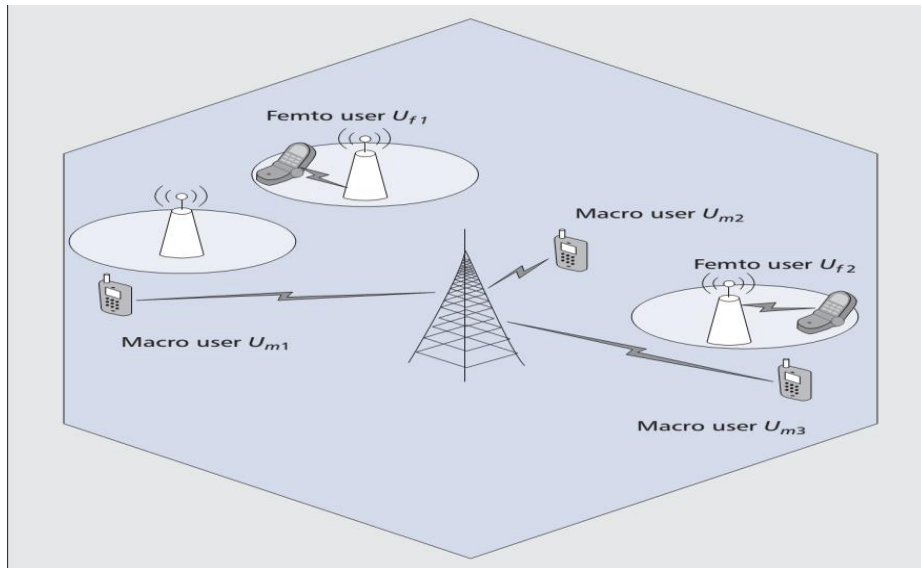 Femto user Uf1
Macro user Um2
Femto user Uf2
Macro user Um1
Macro user Um3